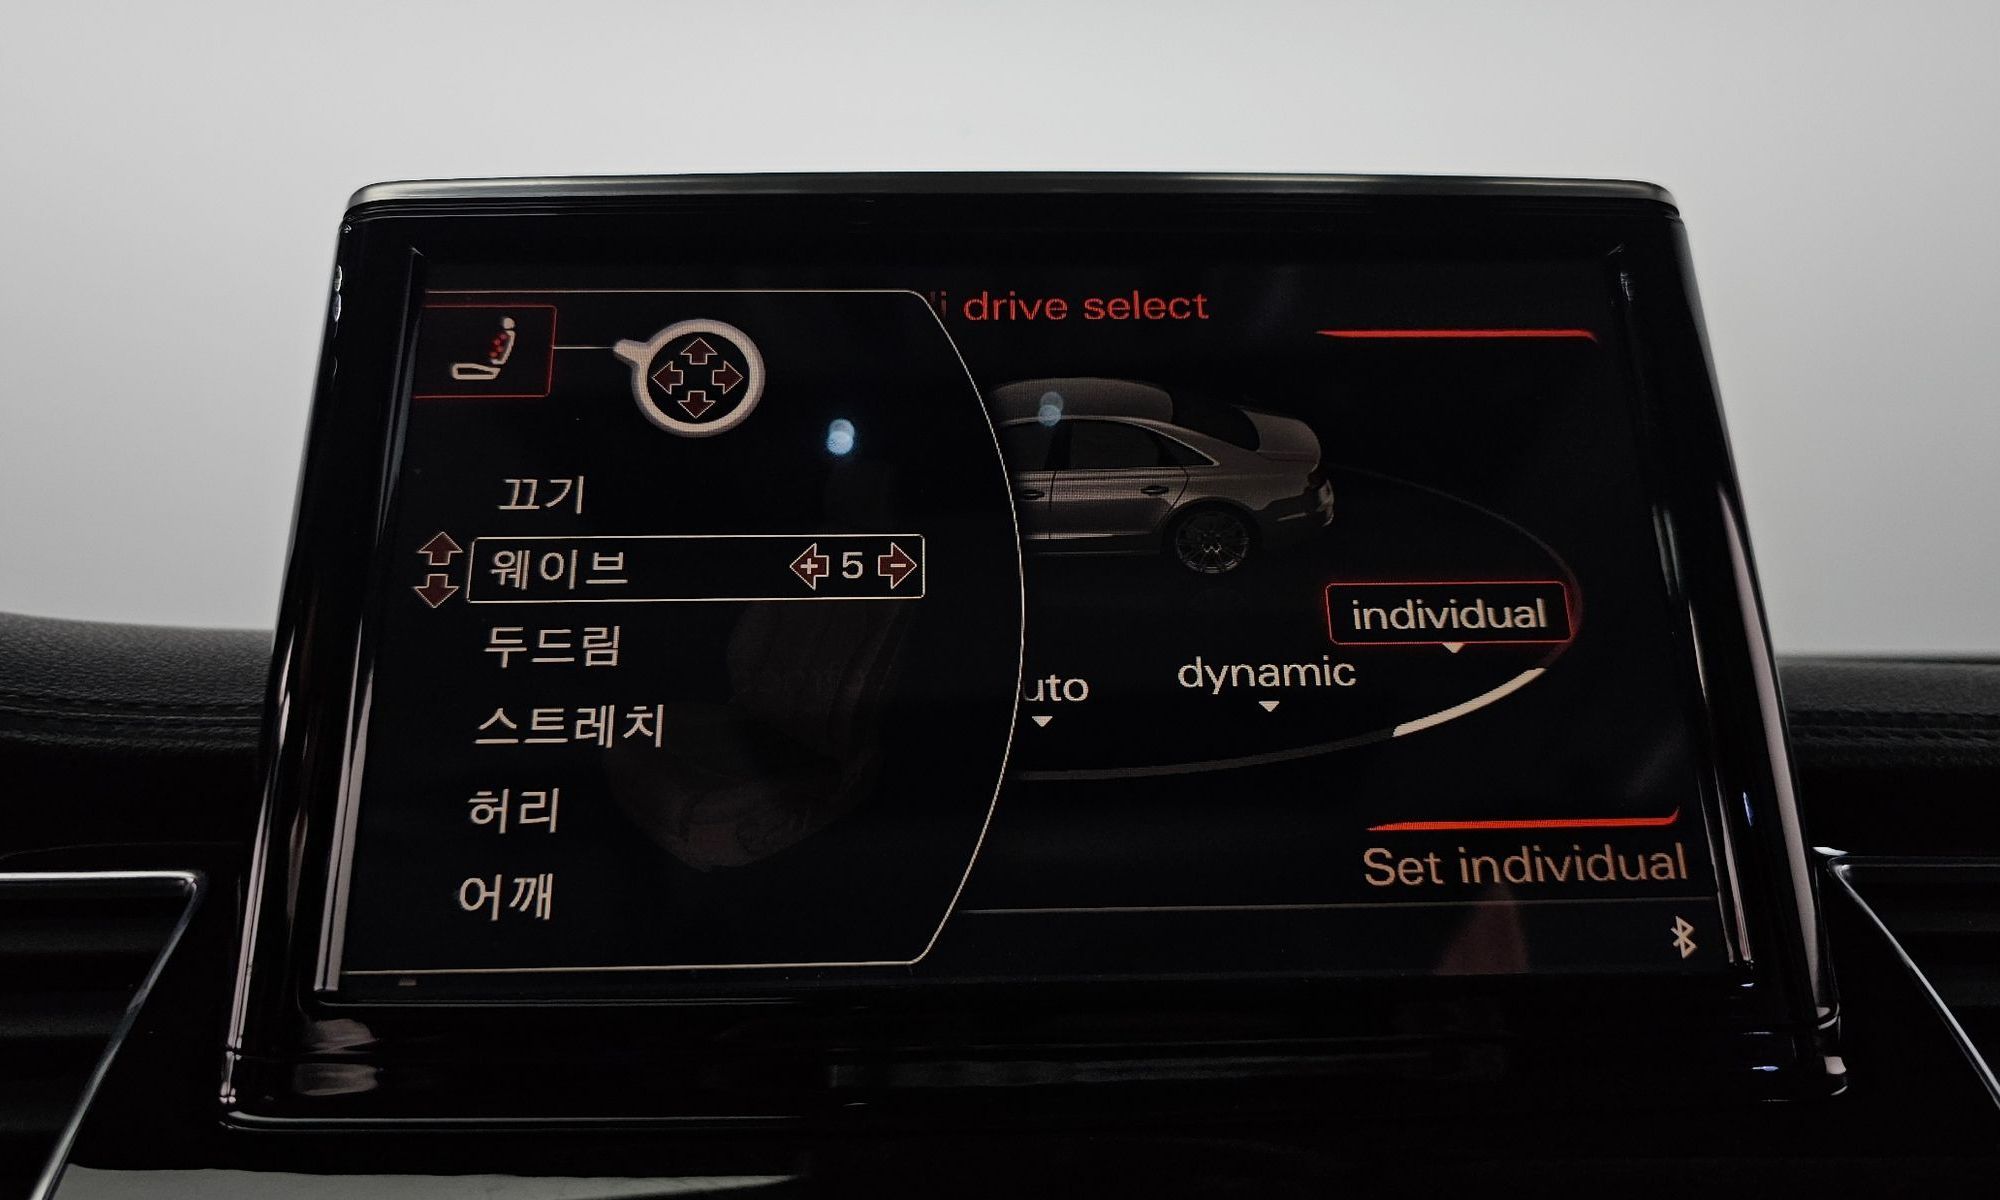 drive select
끄기
웨이브 + 5 -
두드림
스트레치
허리
어깨
individual
dynamic
uto
Set individual